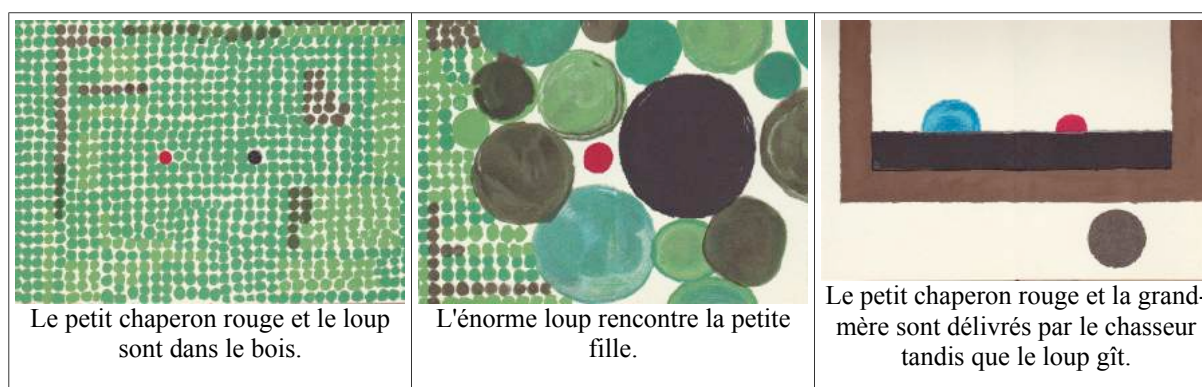 Le petit chaperon rouge et le loup
sont dans le bois.
L'énorme loup rencontre la petite
fille.
Le petit chaperon rouge et la grand-
mère sont délivrés par le chasseur
tandis que le loup gît.